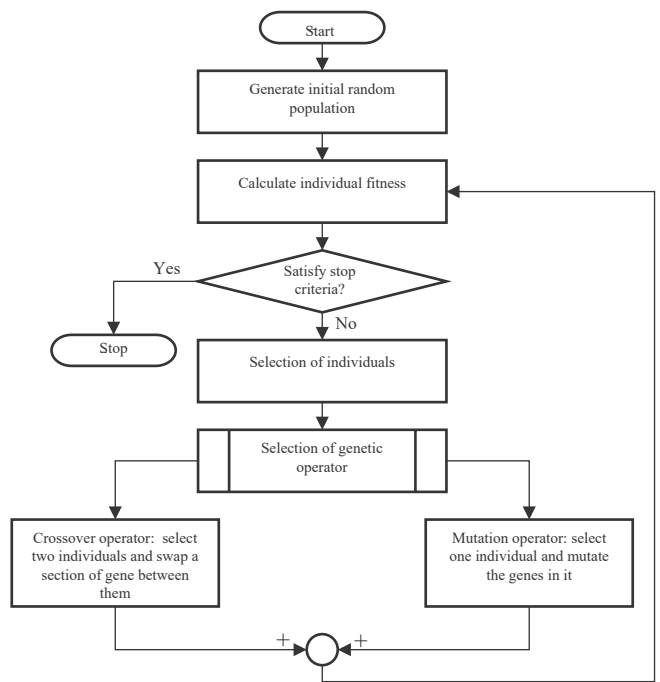 Start
Generate initial random
population
Calculate individual fitness
Satisfy stop
criteria?
Yes
No
Stop
Selection of individuals
Selection of genetic
operator
Crossover operator: select
two individuals and swap a
section of gene between
them
Mutation operator: select
one individual and mutate
the genes in it
+
+